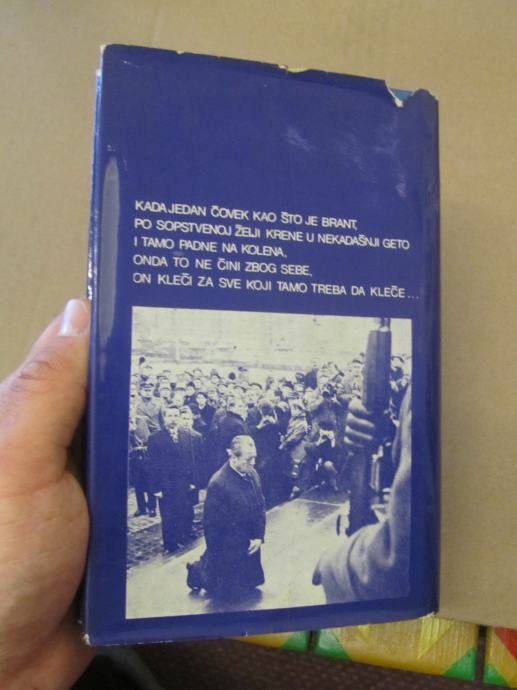 KADA JEDAN ČOVEK KAO ŠTO JE BRANT,
PO SOPSTVENOJ ŽELJI KRENE U NEKADAŠNJI GETO
I TAMO PADNE NA KOLENA,
ONDA TO NE ČINI ZBOG SEBE,
ON KLEČI ZA SVE KOJI TAMO TREBA DA KLEČE ...